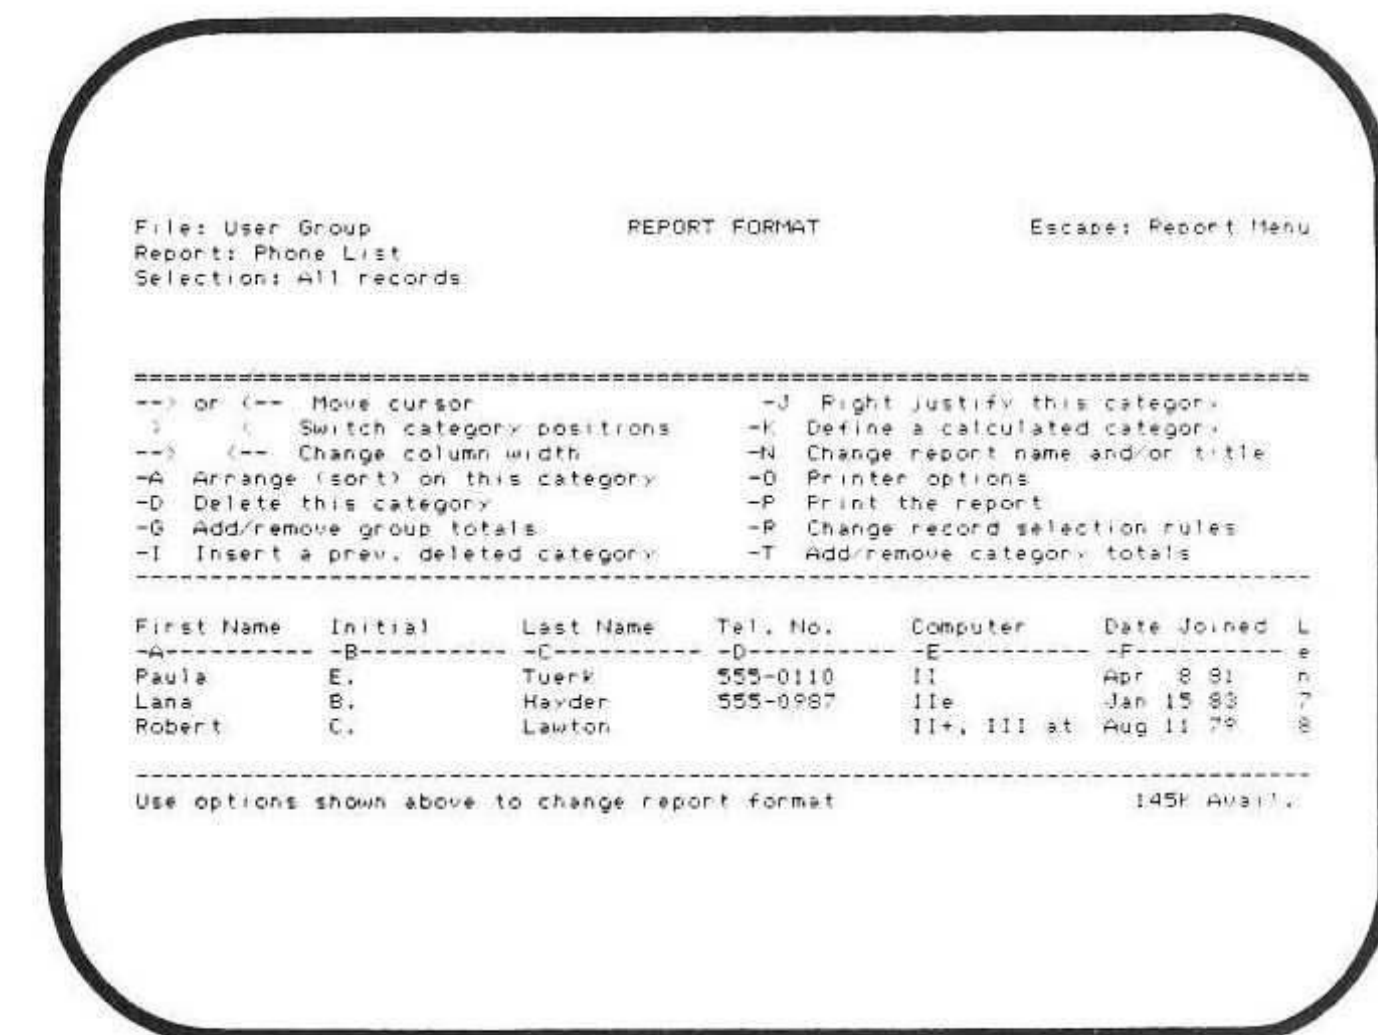 File: User Group REPORT FORMAT Escape: Report Menu
Report: Phone List
Selection: All records
================================================================================
--> or <-- Move cursor -J Right justify this category
> < Switch category positions -K Define a calculated category
--> <-- Change column width -N Change report name and/or title
-A Arrange (sort) on this category -O Printer options
-D Delete this category -P Print the report
-G Add/remove group totals -R Change record selection rules
-I Insert a prev. deleted category -T Add/remove category totals
--------------------------------------------------------------------------------
First Name Initial Last Name Tel. No. Computer Date Joined L
-A---------- -B---------- -C---------- -D---------- -E---------- -F---------- e
Paula E. Tuerk 555-0110 II Apr 8 81 n
Lana B. Hayder 555-0987 IIe Jan 15 83 7
Robert C. Lawton II+, III at Aug 11 79 8
--------------------------------------------------------------------------------
Use options shown above to change report format 145K Avail.